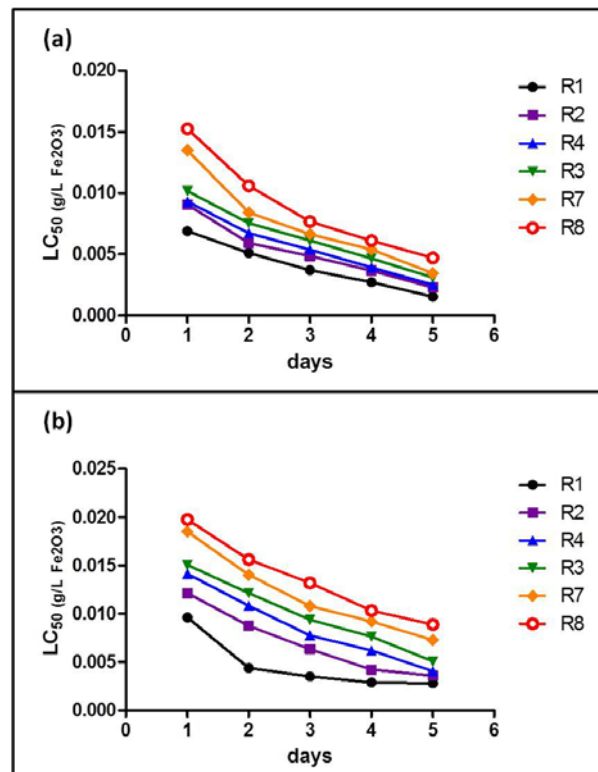 (a)
LC50 (g/L Fe2O3)
0.020
0.015
0.010
0.005
0.000
0 1 2 3 4 5 6
days
R1
R2
R4
R3
R7
R8
(b)
LC50 (g/L Fe2O3)
0.025
0.020
0.015
0.010
0.005
0.000
0 1 2 3 4 5 6
days
R1
R2
R4
R3
R7
R8